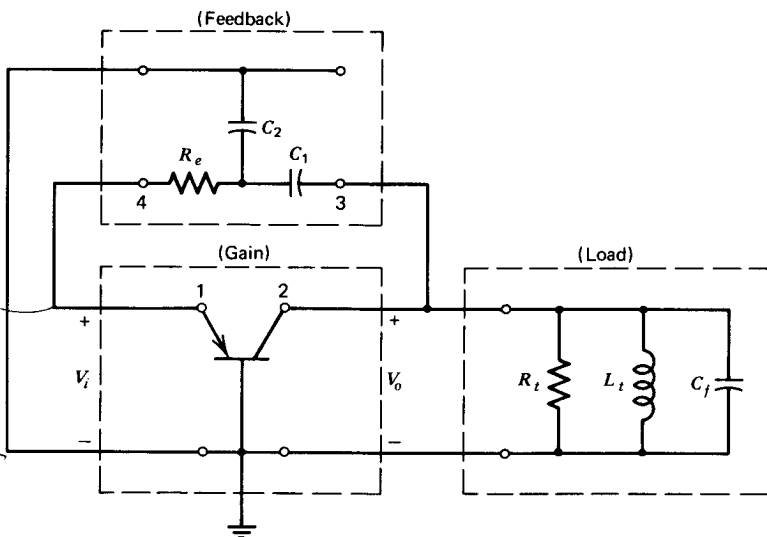 (Feedback)
C2
Re
C1
4
3
(Gain)
(Load)
1
2
+
+
Vi
Vo
Rt
Lt
Cf
−
−